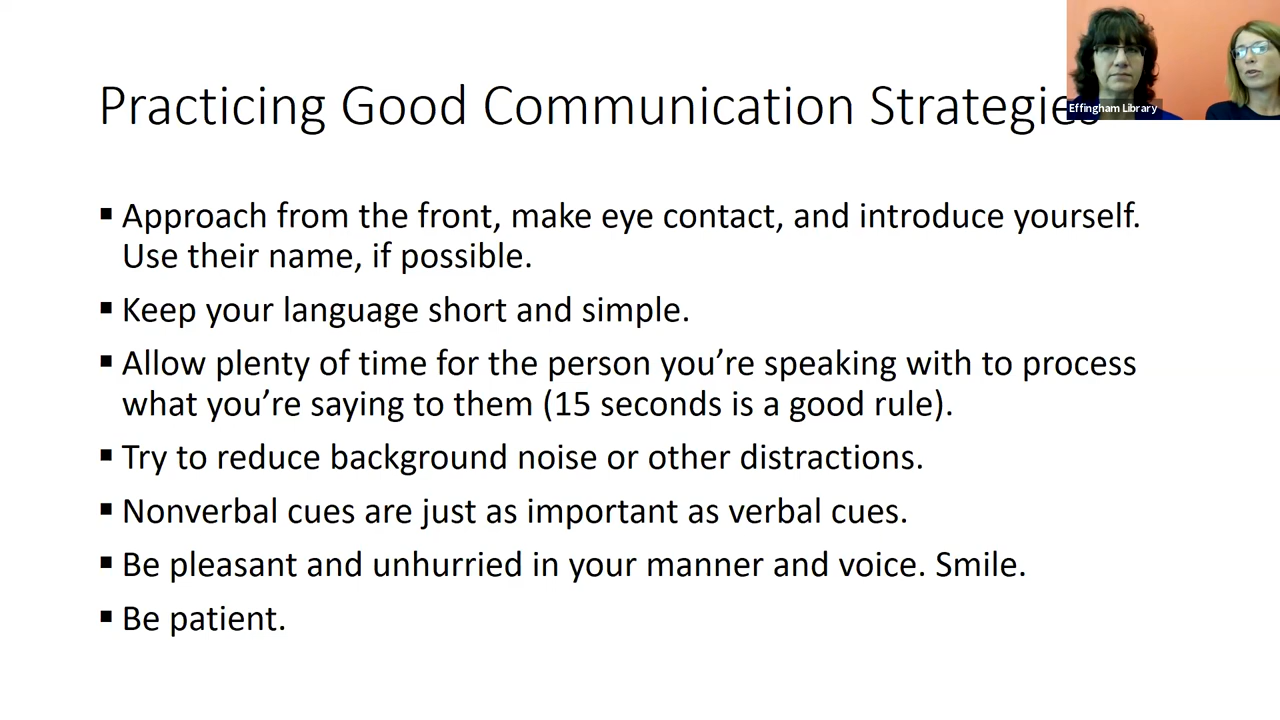 Practicing Good Communication Strategies
Effingham Library
▪ Approach from the front, make eye contact, and introduce yourself.
Use their name, if possible.
▪ Keep your language short and simple.
▪ Allow plenty of time for the person you’re speaking with to process
what you’re saying to them (15 seconds is a good rule).
▪ Try to reduce background noise or other distractions.
▪ Nonverbal cues are just as important as verbal cues.
▪ Be pleasant and unhurried in your manner and voice. Smile.
▪ Be patient.